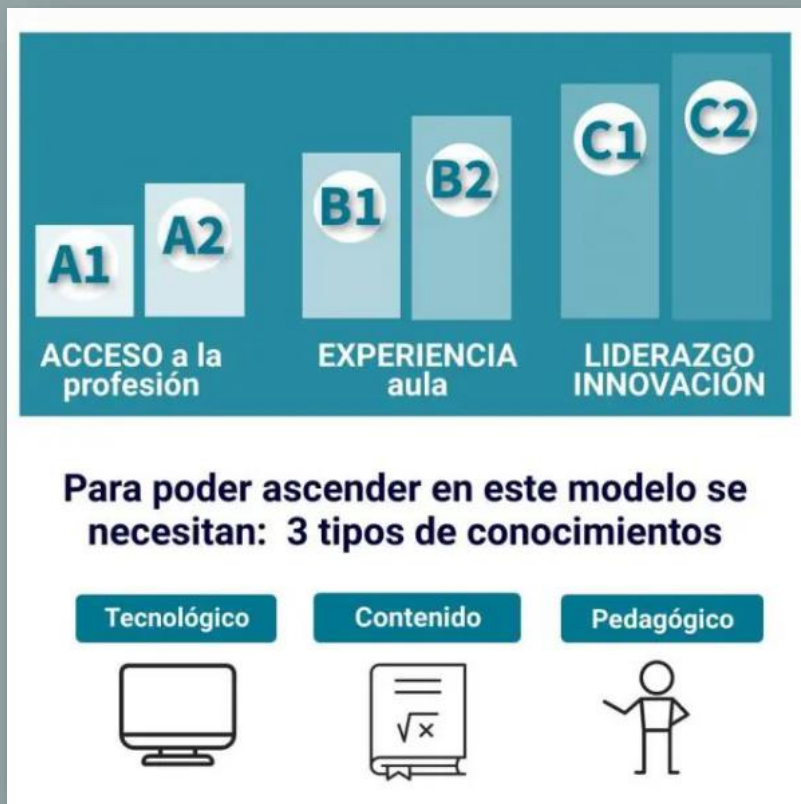 A1
A2
B1
B2
C1
C2
ACCESO a la
profesión
EXPERIENCIA
aula
LIDERAZGO
INNOVACIÓN
Para poder ascender en este modelo se
necesitan: 3 tipos de conocimientos
Tecnológico
Contenido
Pedagógico
√x